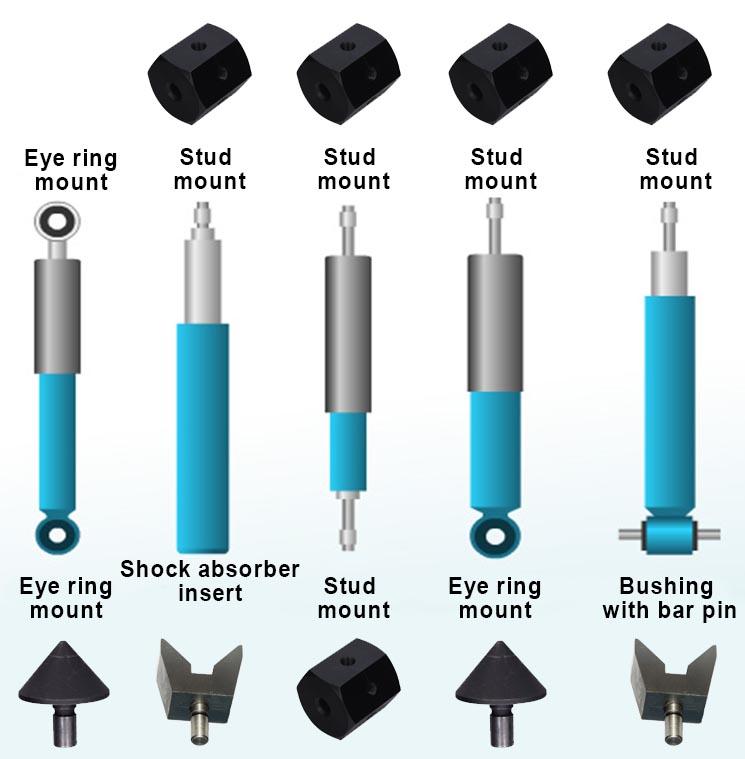 Eye ring
mount
Stud
mount
Stud
mount
Stud
mount
Stud
mount
Eye ring
mount
Shock absorber
insert
Stud
mount
Eye ring
mount
Bushing
with bar pin